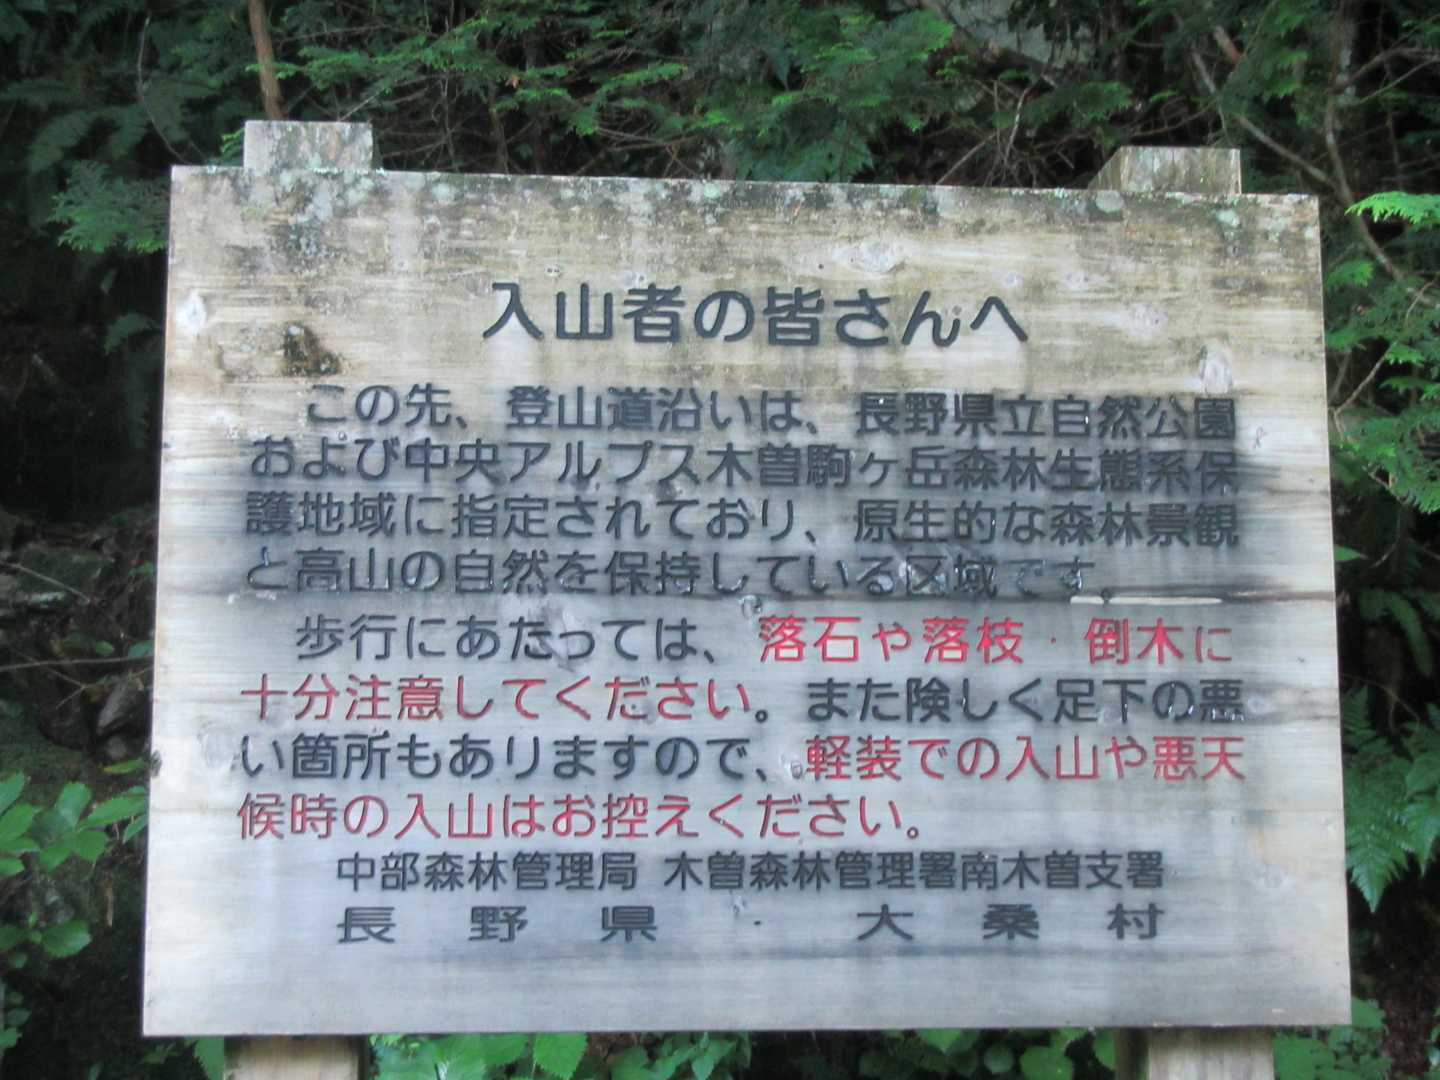 入山者の皆さんへ
この先、登山道沿いは、長野県立自然公園
および中央アルプス木曽駒ヶ岳森林生態系保
護地域に指定されており、原生的な森林景観
と高山の自然を保持している区域です。
歩行にあたっては、落石や落枝・倒木に
十分注意してください。また険しく足下の悪
い箇所もありますので、軽装での入山や悪天
候時の入山はお控えください。
中部森林管理局 木曽森林管理署南木曽支署
長野県・大桑村